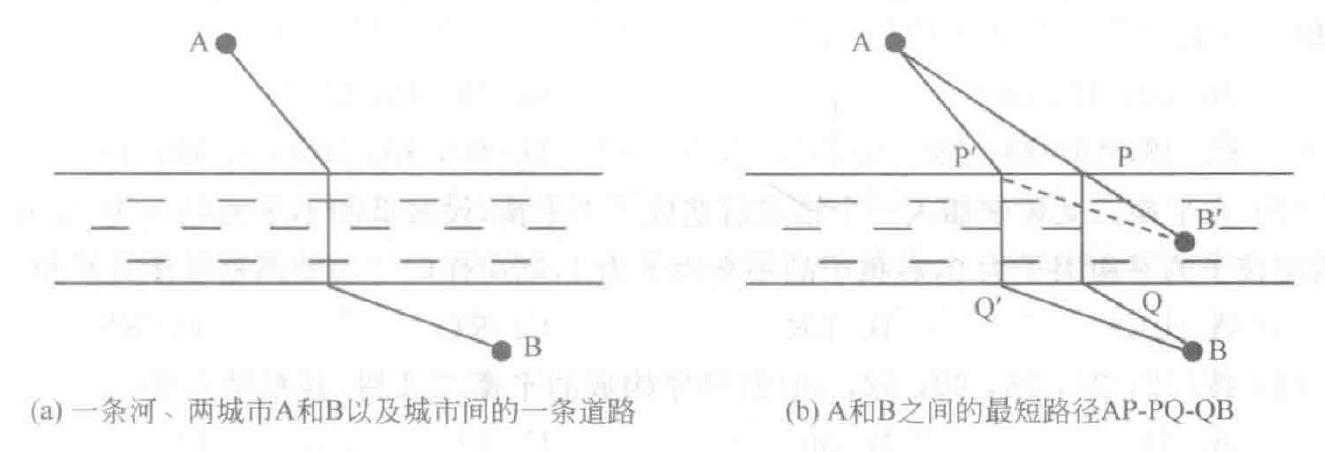 A
B
(a) 一条河、两城市A和B以及城市间的一条道路
A
P′
P
B′
Q′
Q
B
(b) A和B之间的最短路径AP-PQ-QB